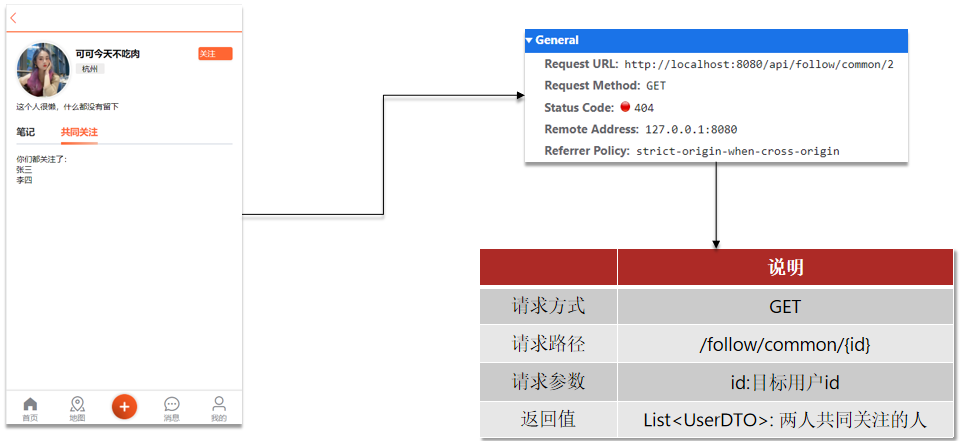 可可今天不吃肉
关注
杭州
这个人很懒，什么都没有留下
笔记 共同关注
你们都关注了：
张三
李四
首页 地图 消息 我的
General
Request URL: http://localhost:8080/api/follow/common/2
Request Method: GET
Status Code: 404
Remote Address: 127.0.0.1:8080
Referrer Policy: strict-origin-when-cross-origin
说明
请求方式 GET
请求路径 /follow/common/{id}
请求参数 id:目标用户id
返回值 List<UserDTO>: 两人共同关注的人